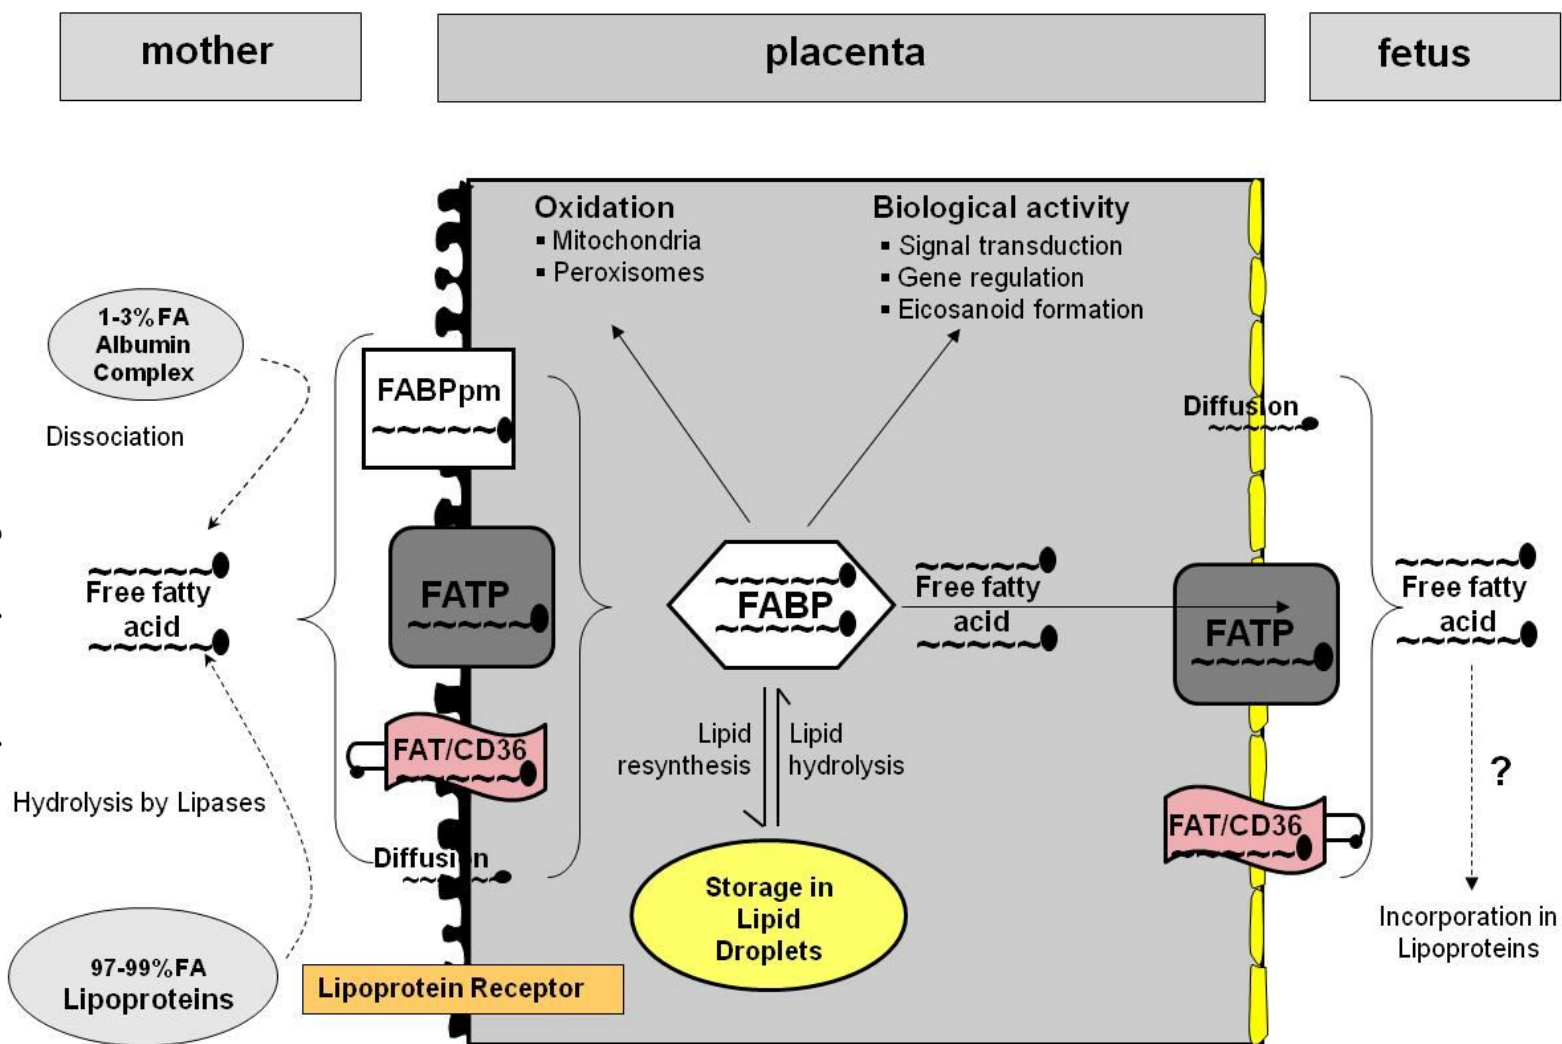 mother
placenta
fetus
Oxidation
▪ Mitochondria
▪ Peroxisomes
Biological activity
▪ Signal transduction
▪ Gene regulation
▪ Eicosanoid formation
1-3% FA
Albumin
Complex
Dissociation
Free fatty
acid
Hydrolysis by Lipases
97-99% FA
Lipoproteins
FABPpm
FATP
FAT/CD36
Diffusion
Lipoprotein Receptor
FABP
Free fatty
acid
Lipid
resynthesis
Lipid
hydrolysis
Storage in
Lipid
Droplets
Diffusion
FATP
FAT/CD36
Free fatty
acid
?
Incorporation in
Lipoproteins